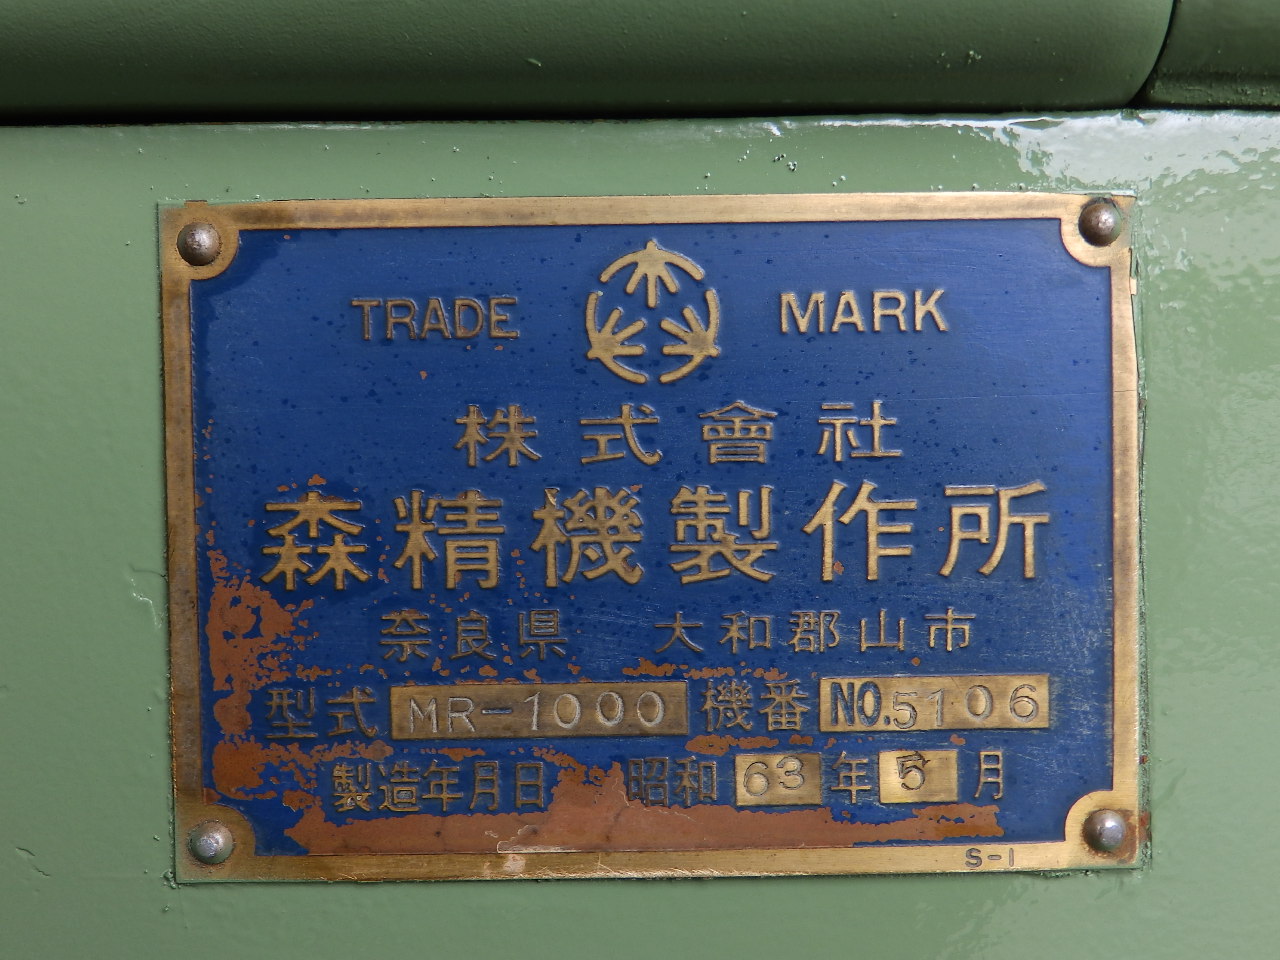 TRADE MARK
株式會社
森精機製作所
奈良県 大和郡山市
型式 MR-1000 機番 NO.5106
製造年月日 昭和 63 年 5 月
S-1